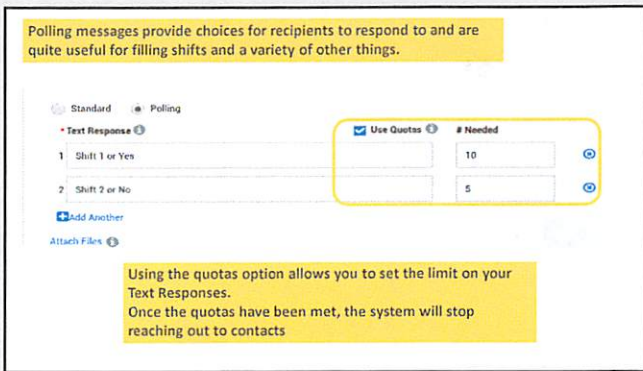 Polling messages provide choices for recipients to respond to and are
quite useful for filling shifts and a variety of other things.
Standard Polling
* Text Response Use Quotas # Needed
1 Shift 1 or Yes 10
2 Shift 2 or No 5
Add Another
Attach Files
Using the quotas option allows you to set the limit on your
Text Responses.
Once the quotas have been met, the system will stop
reaching out to contacts